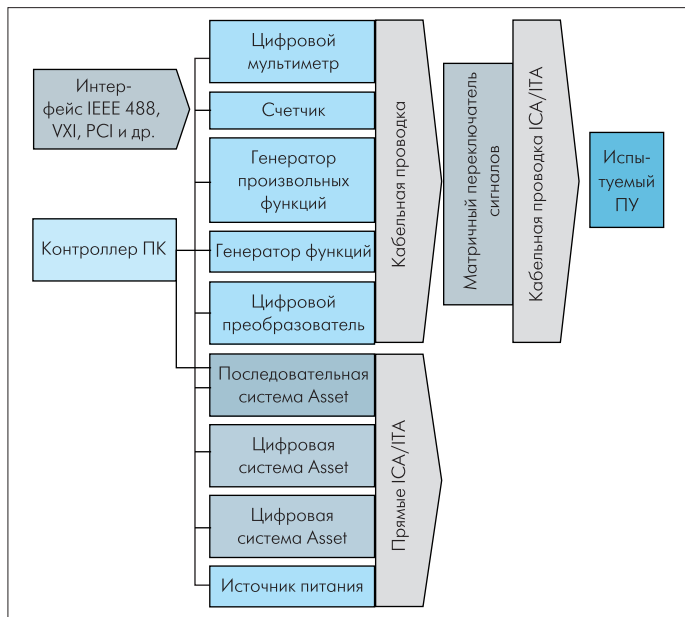 Интер-
фейс IEEE 488,
VXI, PCI и др.
Контроллер ПК
Цифровой
мультиметр
Счетчик
Генератор
произвольных
функций
Генератор функций
Цифровой
преобразователь
Последовательная
система Asset
Цифровая
система Asset
Цифровая
система Asset
Источник питания
Кабельная проводка
Прямые ICA/ITA
Матричный переключатель
сигналов
Кабельная проводка ICA/ITA
Испы-
туемый
ПУ